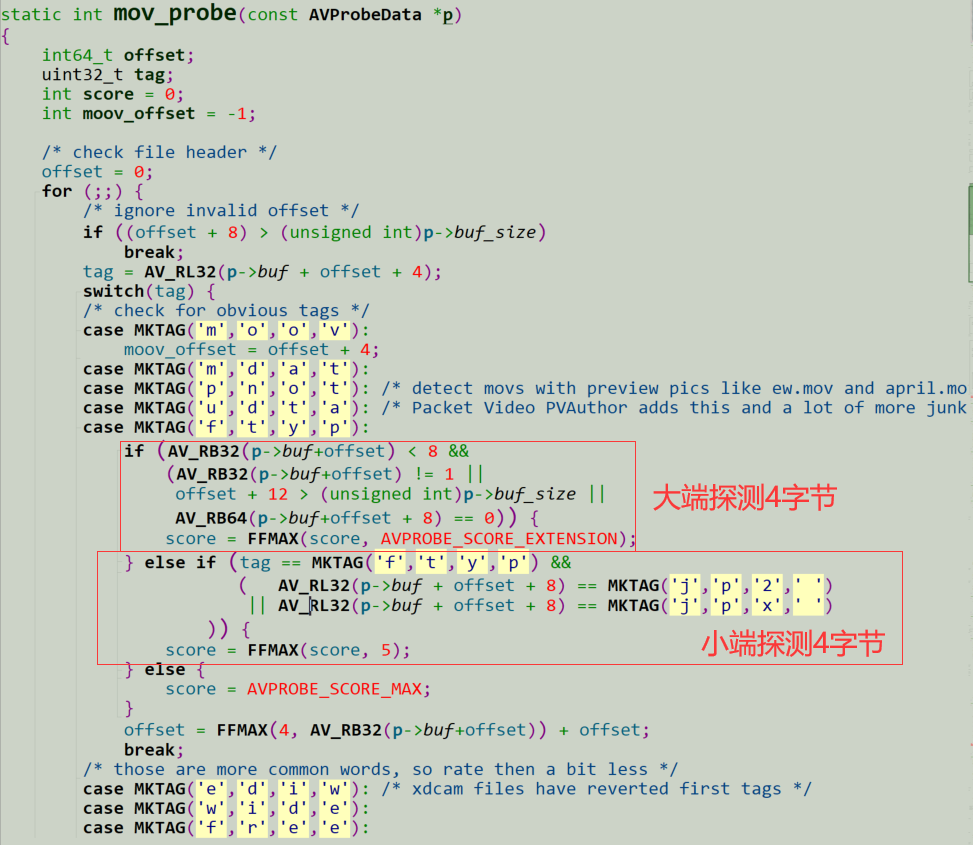 static int mov_probe(const AVProbeData *p)
{
    int64_t offset;
    uint32_t tag;
    int score = 0;
    int moov_offset = -1;

    /* check file header */
    offset = 0;
    for (;;) {
        /* ignore invalid offset */
        if ((offset + 8) > (unsigned int)p->buf_size)
            break;
        tag = AV_RL32(p->buf + offset + 4);
        switch(tag) {
        /* check for obvious tags */
        case MKTAG('m','o','o','v'):
            moov_offset = offset + 4;
        case MKTAG('m','d','a','t'):
        case MKTAG('p','n','o','t'): /* detect movs with preview pics like ew.mov and april.mo
        case MKTAG('u','d','t','a'): /* Packet Video PVAuthor adds this and a lot of more junk
        case MKTAG('f','t','y','p'):
            if (AV_RB32(p->buf+offset) < 8 &&
                (AV_RB32(p->buf+offset) != 1 ||
                 offset + 12 > (unsigned int)p->buf_size ||
                 AV_RB64(p->buf+offset + 8) == 0)) {
                score = FFMAX(score, AVPROBE_SCORE_EXTENSION);
大端探测4字节
            } else if (tag == MKTAG('f','t','y','p') &&
                       (   AV_RL32(p->buf + offset + 8) == MKTAG('j','p','2',' ')
                        || AV_RL32(p->buf + offset + 8) == MKTAG('j','p','x',' ')
                    )) {
                score = FFMAX(score, 5);
小端探测4字节
            } else {
                score = AVPROBE_SCORE_MAX;
            }
            offset = FFMAX(4, AV_RB32(p->buf+offset)) + offset;
            break;
        /* those are more common words, so rate then a bit less */
        case MKTAG('e','d','i','w'): /* xdcam files have reverted first tags */
        case MKTAG('w','i','d','e'):
        case MKTAG('f','r','e','e'):